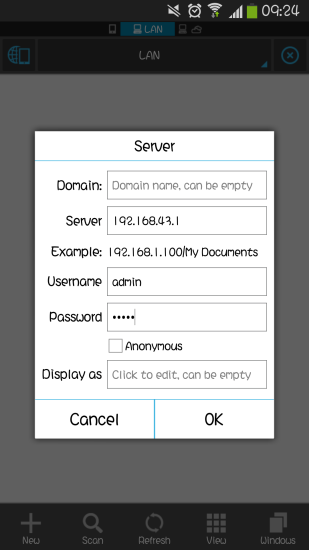 09:24
LAN
LAN
Server
Domain: Domain name, can be empty
Server 192.168.43.1
Example: 192.168.1.100/My Documents
Username admin
Password •••••
Anonymous
Display as Click to edit, can be empty
Cancel OK
New Scan Refresh View Windows